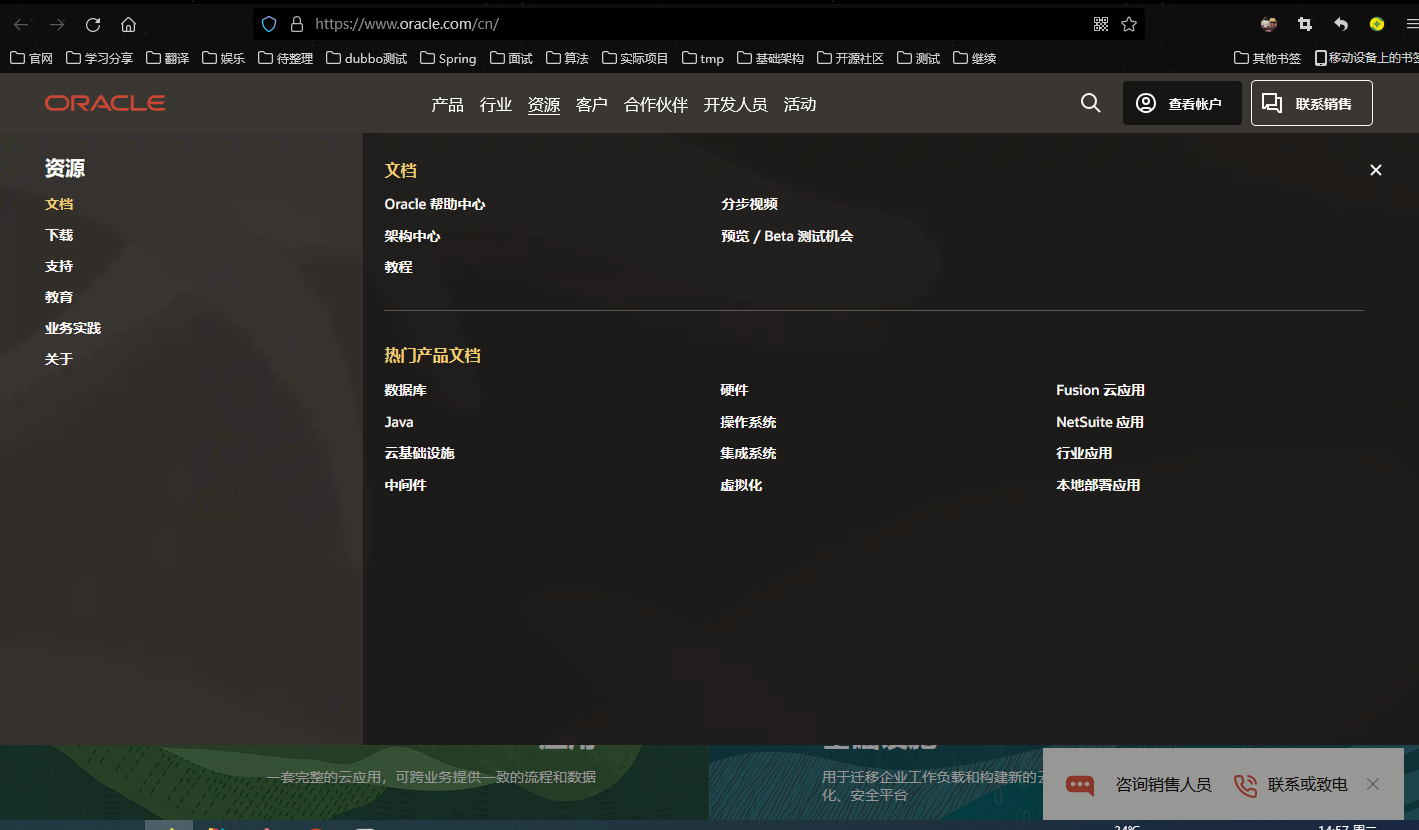 https://www.oracle.com/cn/
官网 学习分享 翻译 娱乐 待整理 dubbo测试 Spring 面试 算法 实际项目 tmp 基础架构 开源社区 测试 继续 其他书签 移动设备上的书签
ORACLE 产品 行业 资源 客户 合作伙伴 开发人员 活动 查看帐户 联系销售
资源
文档
下载
支持
教育
业务实践
关于
文档
Oracle 帮助中心 分步视频
架构中心 预览 / Beta 测试机会
教程
热门产品文档
数据库 硬件 Fusion 云应用
Java 操作系统 NetSuite 应用
云基础设施 集成系统 行业应用
中间件 虚拟化 本地部署应用
一套完整的云应用，可跨业务提供一致的流程和数据
用于迁移企业工作负载和构建新的云
化、安全平台
咨询销售人员 联系或致电